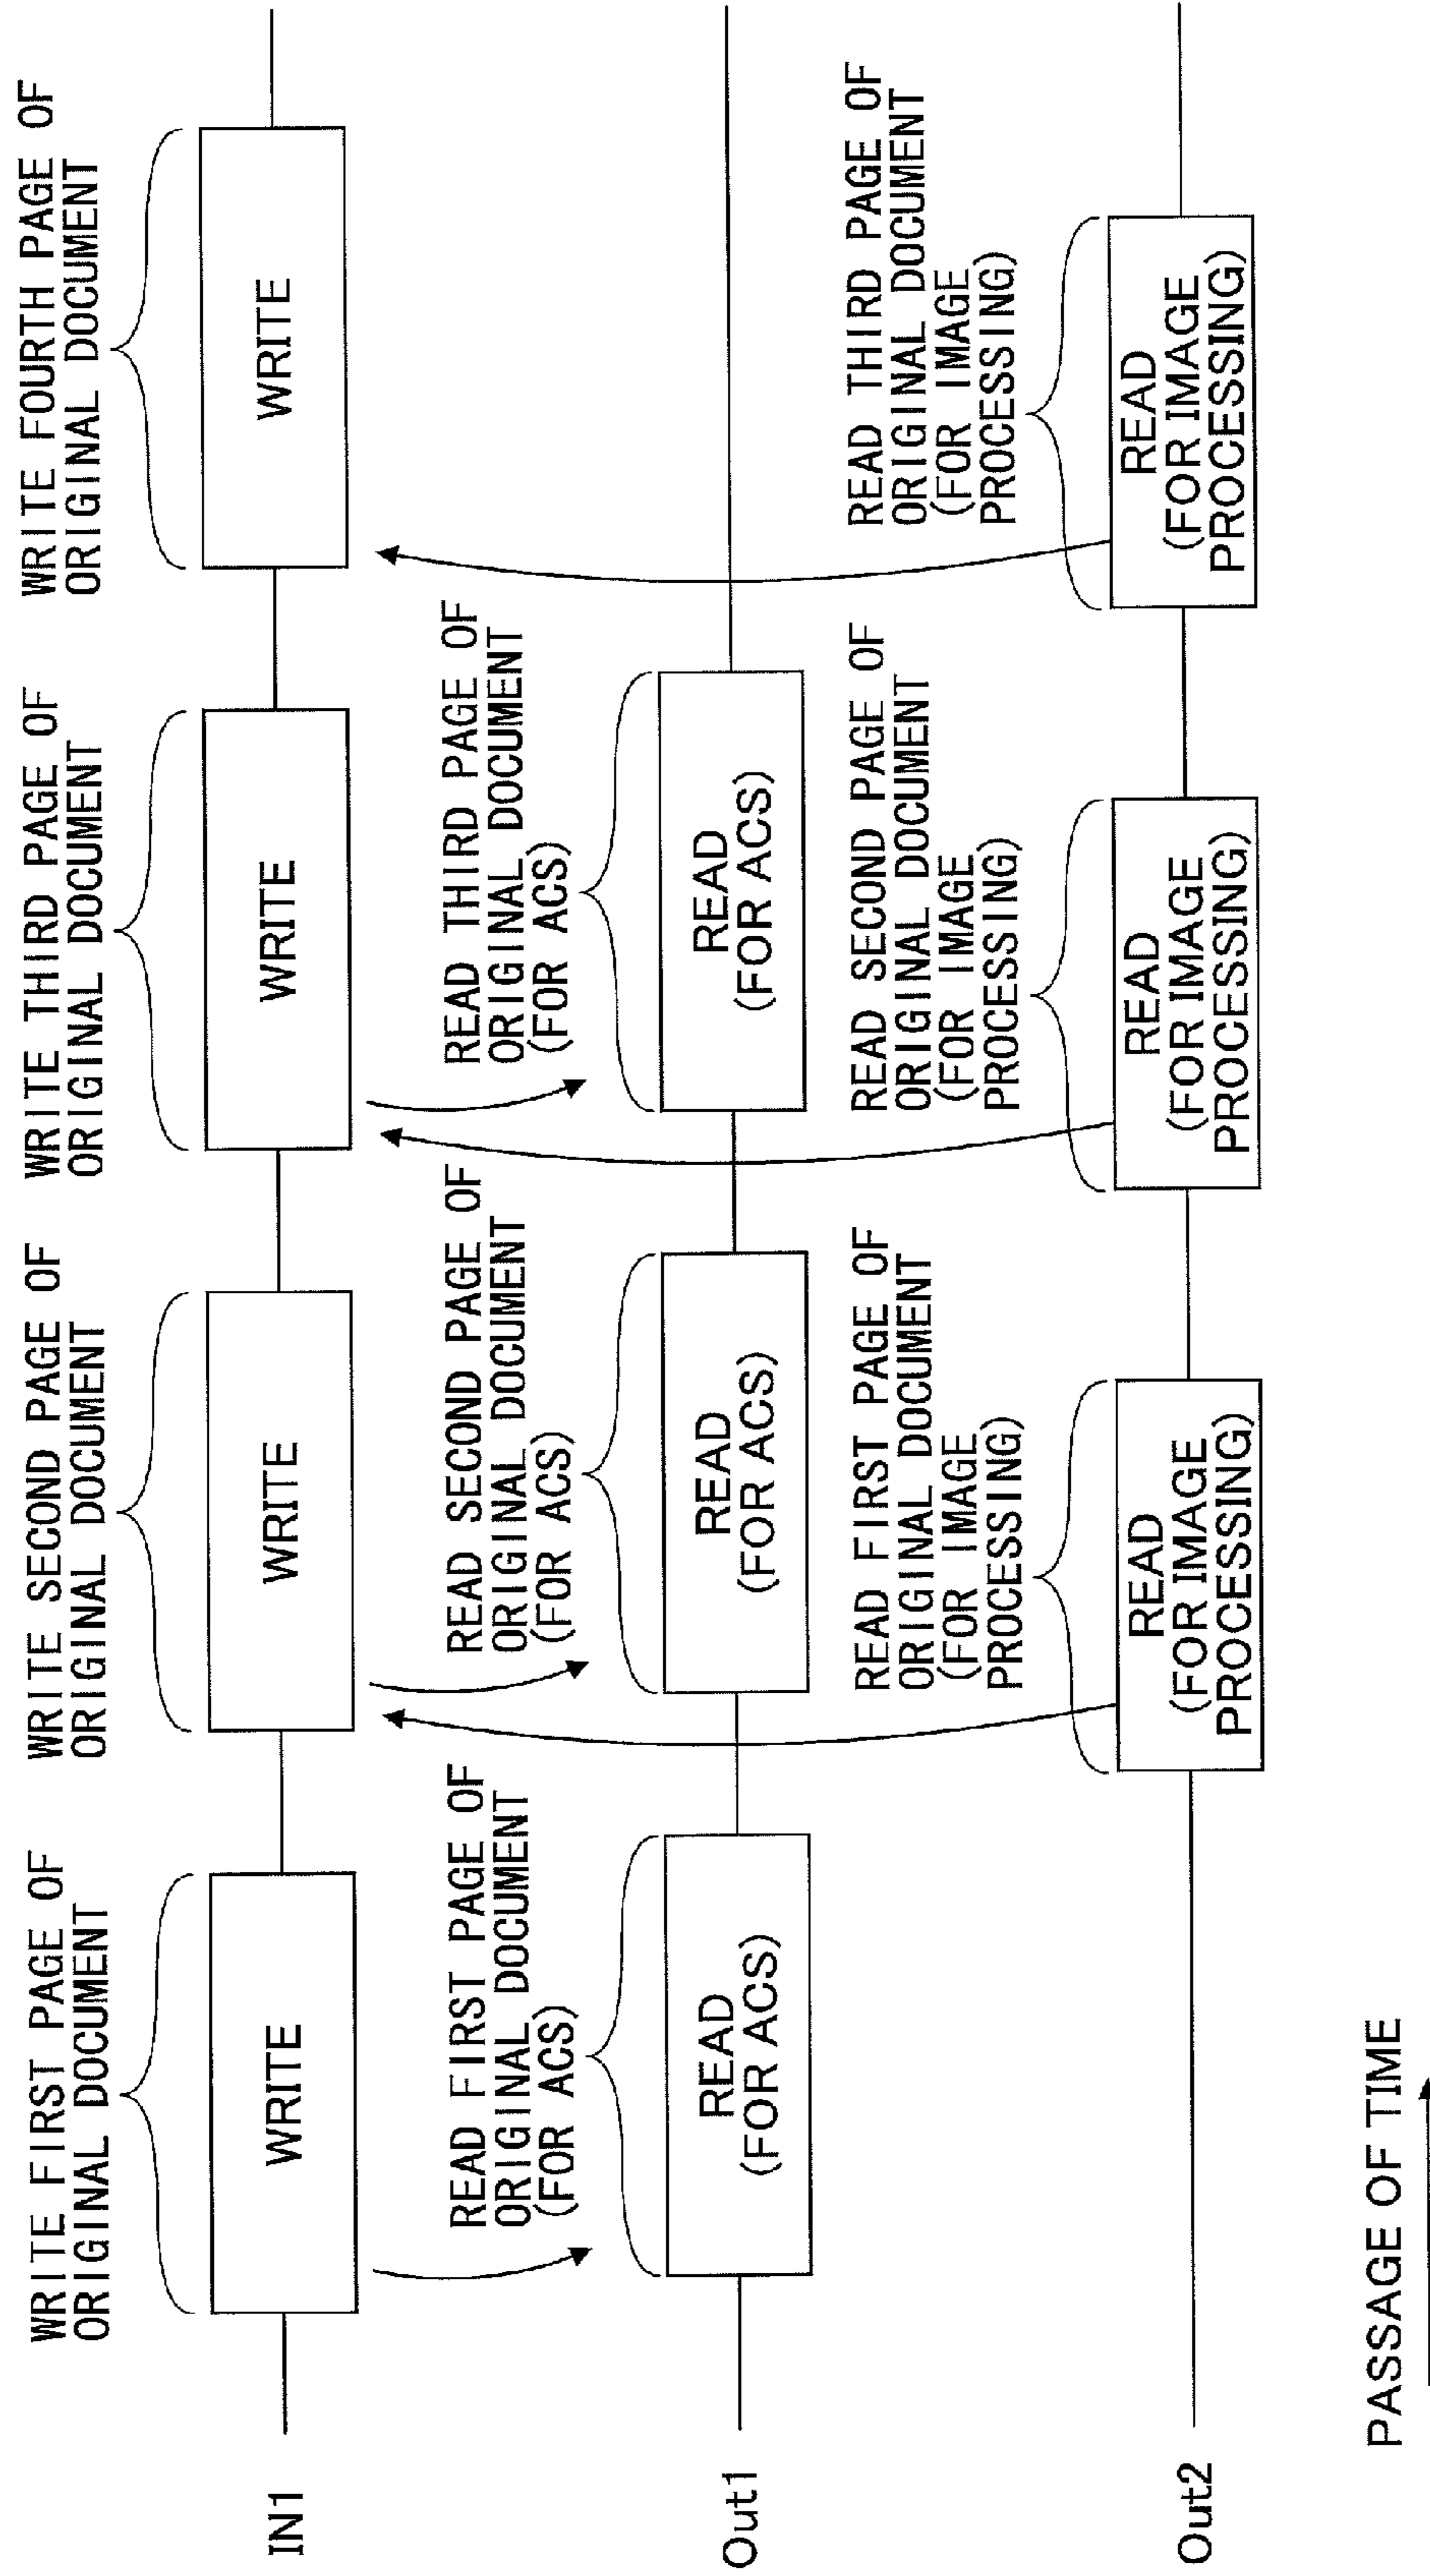 WRITE FIRST PAGE OF
ORIGINAL DOCUMENT
WRITE SECOND PAGE OF
ORIGINAL DOCUMENT
WRITE THIRD PAGE OF
ORIGINAL DOCUMENT
WRITE FOURTH PAGE OF
ORIGINAL DOCUMENT
IN1
WRITE
WRITE
WRITE
WRITE
READ FIRST PAGE OF
ORIGINAL DOCUMENT
(FOR ACS)
READ SECOND PAGE OF
ORIGINAL DOCUMENT
(FOR ACS)
READ THIRD PAGE OF
ORIGINAL DOCUMENT
(FOR ACS)
Out1
READ
(FOR ACS)
READ
(FOR ACS)
READ
(FOR ACS)
READ FIRST PAGE OF
ORIGINAL DOCUMENT
(FOR IMAGE
PROCESSING)
READ SECOND PAGE OF
ORIGINAL DOCUMENT
(FOR IMAGE
PROCESSING)
READ THIRD PAGE OF
ORIGINAL DOCUMENT
(FOR IMAGE
PROCESSING)
Out2
READ
(FOR IMAGE
PROCESSING)
READ
(FOR IMAGE
PROCESSING)
READ
(FOR IMAGE
PROCESSING)
PASSAGE OF TIME